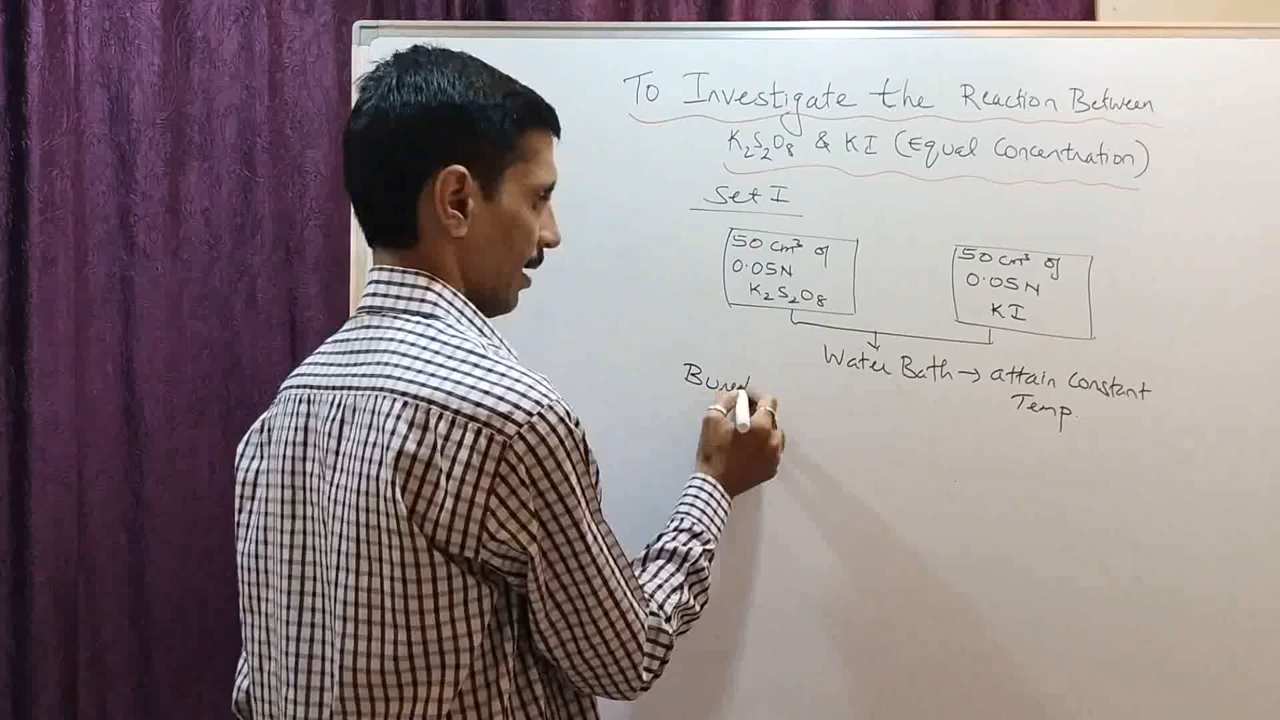 To Investigate the Reaction Between
K₂S₂O₈ & KI (Equal Concentration)
Set I
50 cm³ of
0.05N
K₂S₂O₈
50 cm³ of
0.05N
KI
Water Bath → attain Constant
Temp.